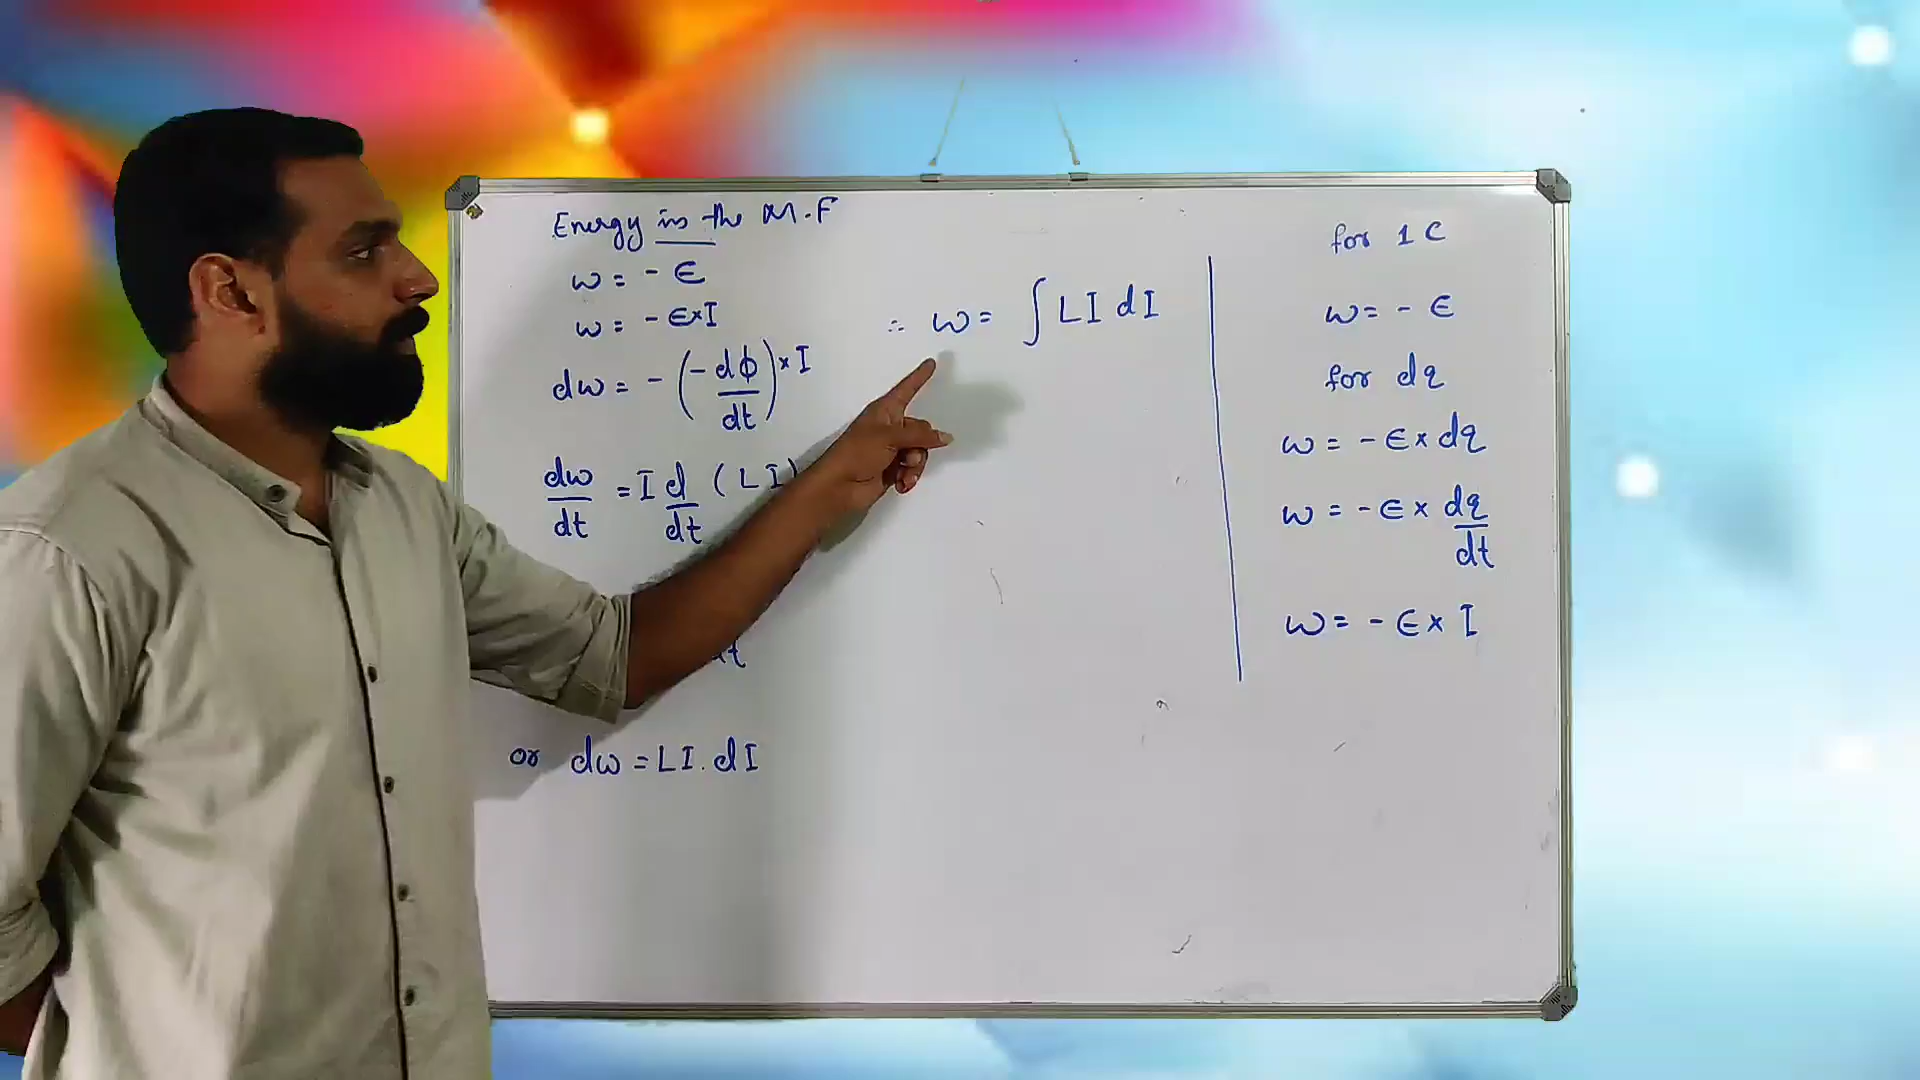 Energy in the M.F
w = - ε
w = - ε×I
dw = - (- dφ/dt) × I
dw/dt = I d/dt (LI)
dt
or dw = LI. dI
∴ w = ∫ LI dI
for 1 C
w = - ε
for dq
w = - ε × dq
w = - ε × dq/dt
w = - ε × I